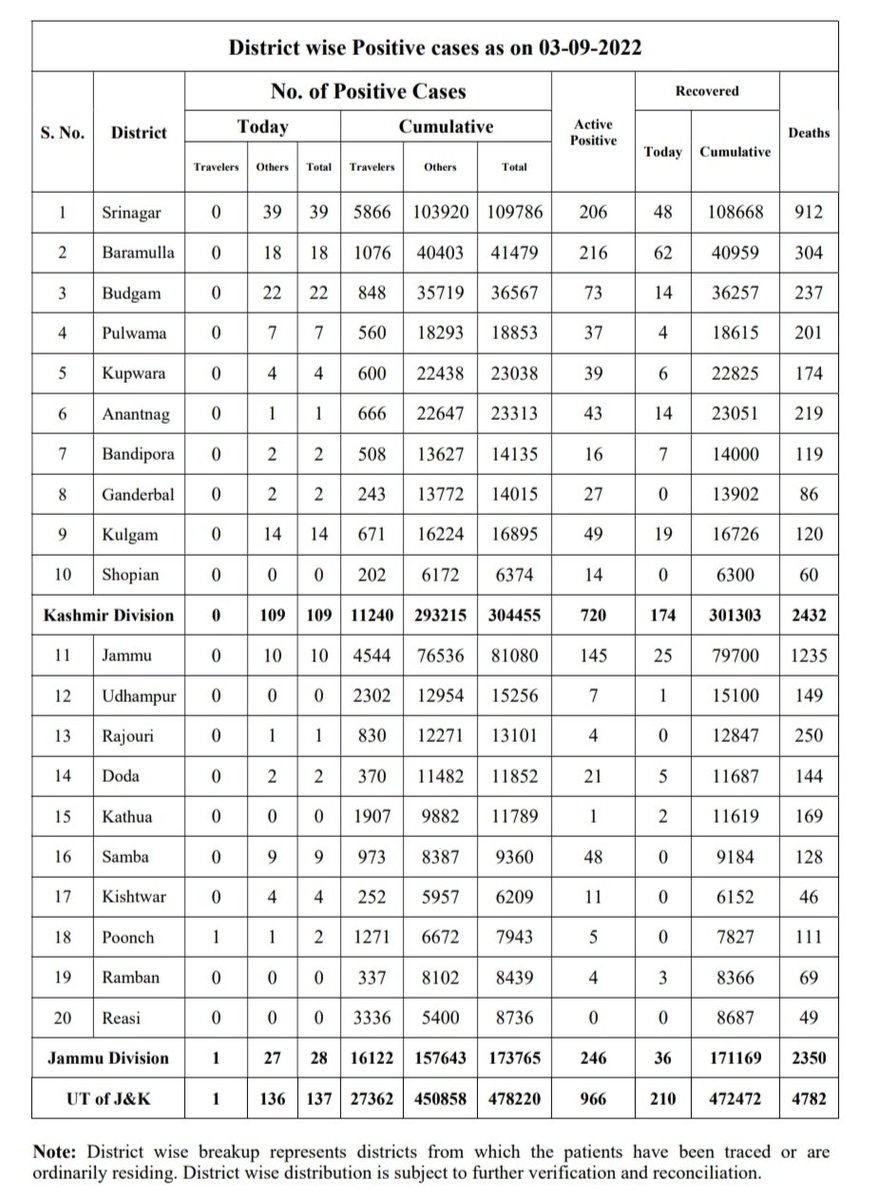 District wise Positive cases as on 03-09-2022
S. No. District No. of Positive Cases Active Positive Recovered Deaths
Today Cumulative Today Cumulative
Travelers Others Total Travelers Others Total
1 Srinagar 0 39 39 5866 103920 109786 206 48 108668 912
2 Baramulla 0 18 18 1076 40403 41479 216 62 40959 304
3 Budgam 0 22 22 848 35719 36567 73 14 36257 237
4 Pulwama 0 7 7 560 18293 18853 37 4 18615 201
5 Kupwara 0 4 4 600 22438 23038 39 6 22825 174
6 Anantnag 0 1 1 666 22647 23313 43 14 23051 219
7 Bandipora 0 2 2 508 13627 14135 16 7 14000 119
8 Ganderbal 0 2 2 243 13772 14015 27 0 13902 86
9 Kulgam 0 14 14 671 16224 16895 49 19 16726 120
10 Shopian 0 0 0 202 6172 6374 14 0 6300 60
Kashmir Division 0 109 109 11240 293215 304455 720 174 301303 2432
11 Jammu 0 10 10 4544 76536 81080 145 25 79700 1235
12 Udhampur 0 0 0 2302 12954 15256 7 1 15100 149
13 Rajouri 0 1 1 830 12271 13101 4 0 12847 250
14 Doda 0 2 2 370 11482 11852 21 5 11687 144
15 Kathua 0 0 0 1907 9882 11789 1 2 11619 169
16 Samba 0 9 9 973 8387 9360 48 0 9184 128
17 Kishtwar 0 4 4 252 5957 6209 11 0 6152 46
18 Poonch 1 1 2 1271 6672 7943 5 0 7827 111
19 Ramban 0 0 0 337 8102 8439 4 3 8366 69
20 Reasi 0 0 0 3336 5400 8736 0 0 8687 49
Jammu Division 1 27 28 16122 157643 173765 246 36 171169 2350
UT of J&K 1 136 137 27362 450858 478220 966 210 472472 4782
Note: District wise breakup represents districts from which the patients have been traced or are
ordinarily residing. District wise distribution is subject to further verification and reconciliation.